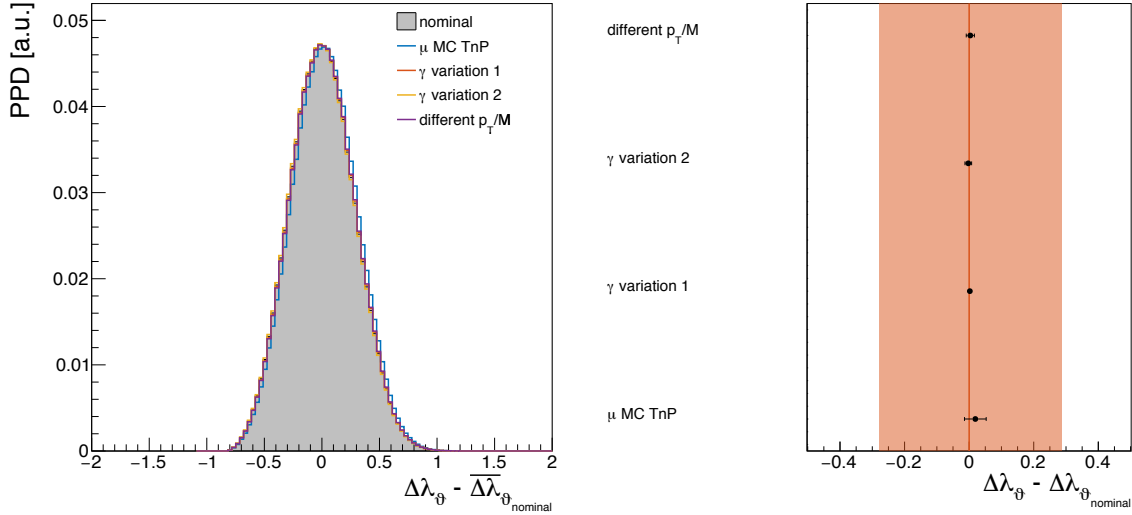 PPD [a.u.]
0.05
0.04
0.03
0.02
0.01
0
nominal
μ MC TnP
γ variation 1
γ variation 2
different p_T/M
−2 −1.5 −1 −0.5 0 0.5 1 1.5 2
Δλ_ϑ - \overline{Δλ}_ϑ_nominal
different p_T/M
γ variation 2
γ variation 1
μ MC TnP
−0.4 −0.2 0 0.2 0.4
Δλ_ϑ - Δλ_ϑ_nominal